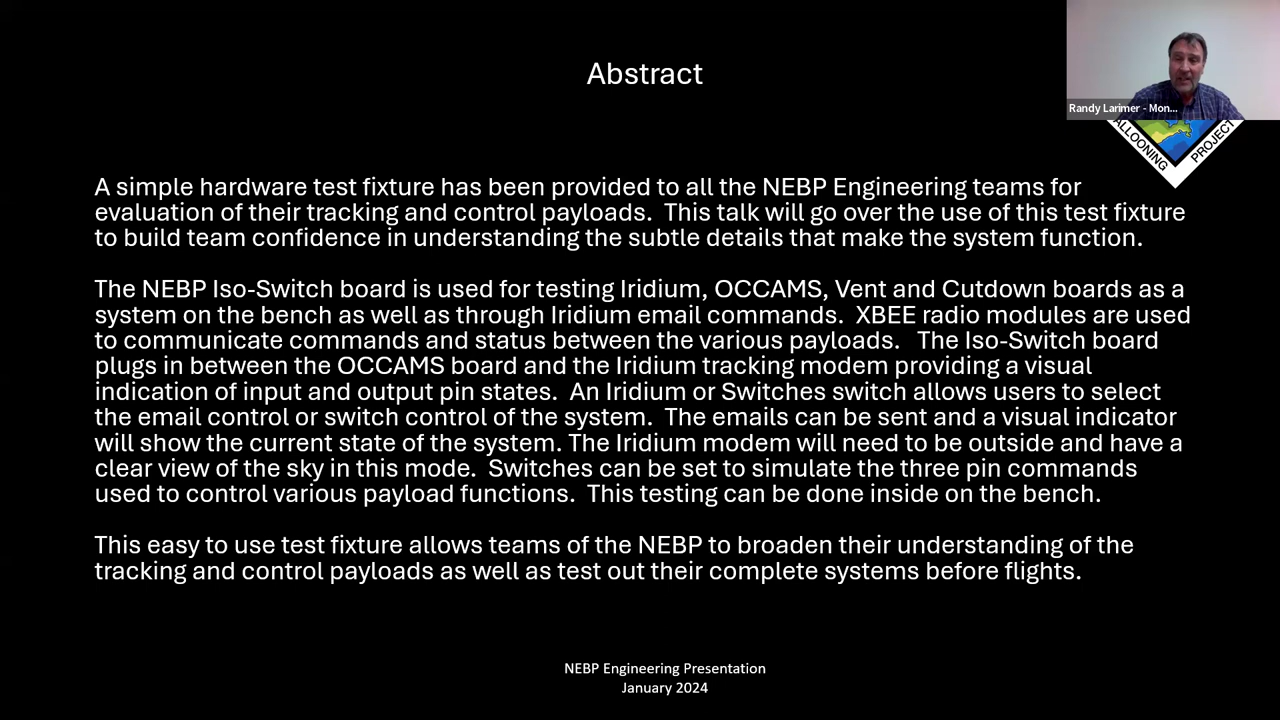 Abstract
Randy Larimer - Mon...
ALLOONING PROJECT
A simple hardware test fixture has been provided to all the NEBP Engineering teams for
evaluation of their tracking and control payloads.  This talk will go over the use of this test fixture
to build team confidence in understanding the subtle details that make the system function.
The NEBP Iso-Switch board is used for testing Iridium, OCCAMS, Vent and Cutdown boards as a
system on the bench as well as through Iridium email commands.  XBEE radio modules are used
to communicate commands and status between the various payloads.   The Iso-Switch board
plugs in between the OCCAMS board and the Iridium tracking modem providing a visual
indication of input and output pin states.  An Iridium or Switches switch allows users to select
the email control or switch control of the system.  The emails can be sent and a visual indicator
will show the current state of the system. The Iridium modem will need to be outside and have a
clear view of the sky in this mode.  Switches can be set to simulate the three pin commands
used to control various payload functions.  This testing can be done inside on the bench.
This easy to use test fixture allows teams of the NEBP to broaden their understanding of the
tracking and control payloads as well as test out their complete systems before flights.
NEBP Engineering Presentation
January 2024